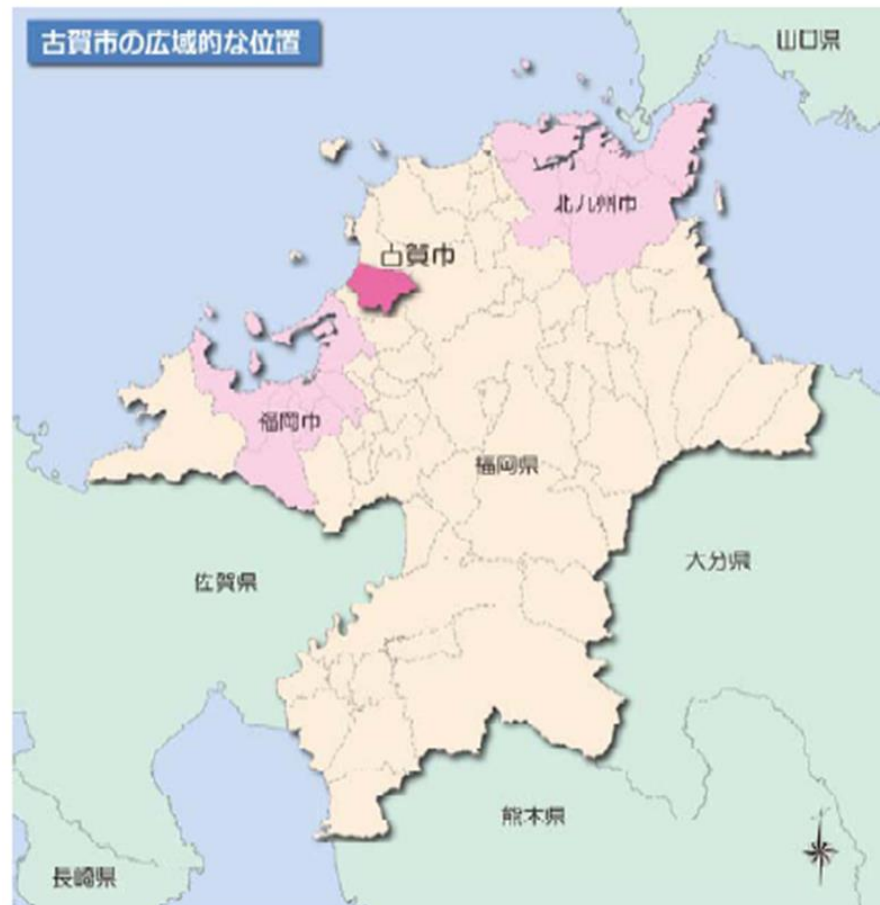 古賀市の広域的な位置
山口県
北九州市
古賀市
福岡市
福岡県
大分県
佐賀県
熊本県
長崎県